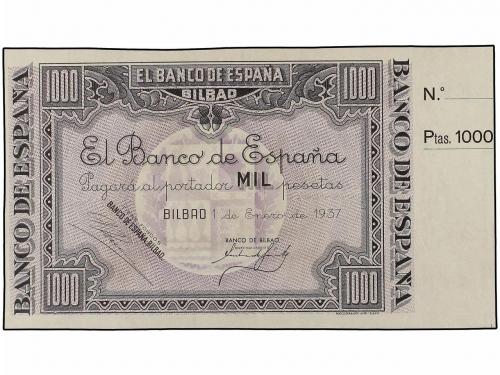 1000 EL BANCO DE ESPAÑA 1000
BILBAO
BANCO DE ESPAÑA
BANCO DE ESPAÑA
N.º
Ptas. 1000
El Banco de España
Pagará al portador MIL pesetas
BILBAO 1 de Enero de 1937
BANCO DE ESPAÑA.BILBAO
BANCO DE BILBAO
1000
1000